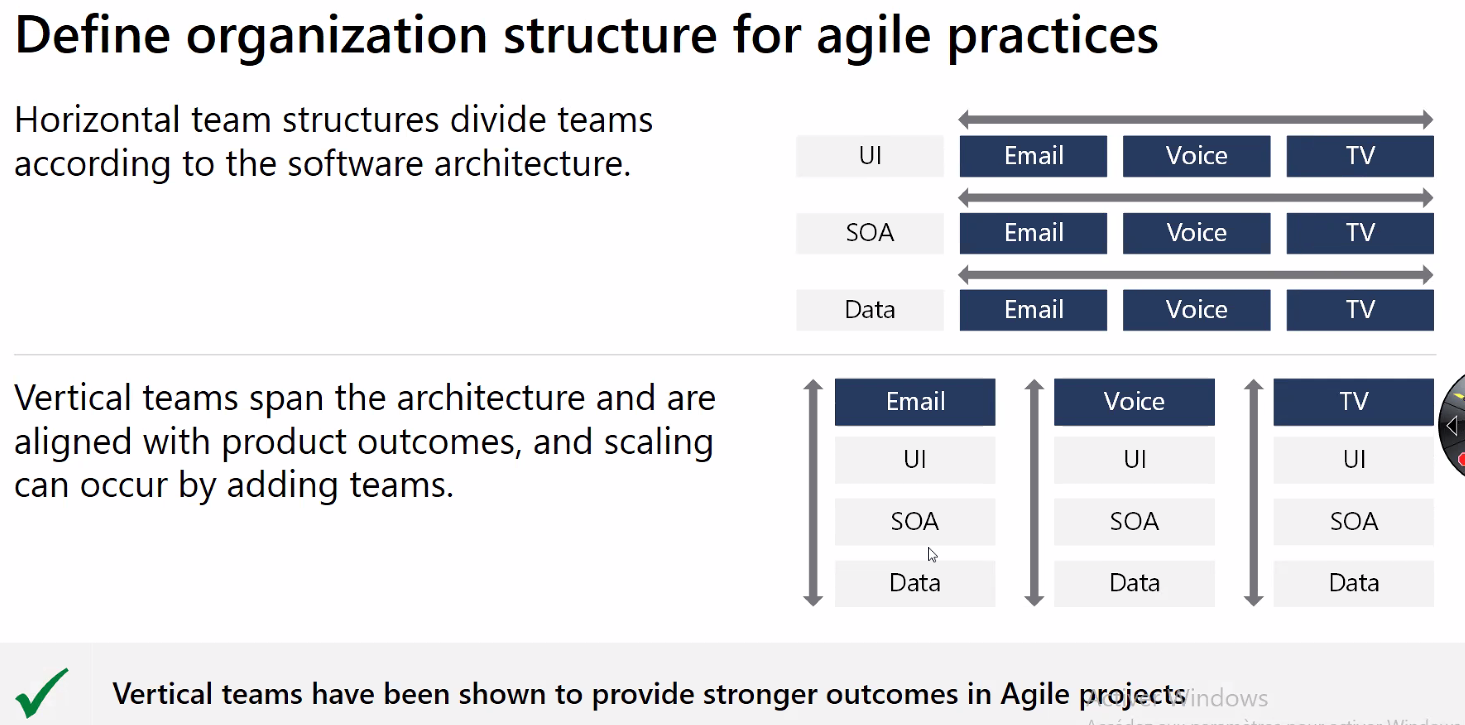 Define organization structure for agile practices
Horizontal team structures divide teams
according to the software architecture.
UI Email Voice TV
SOA Email Voice TV
Data Email Voice TV
Vertical teams span the architecture and are
aligned with product outcomes, and scaling
can occur by adding teams.
Email Voice TV
UI UI UI
SOA SOA SOA
Data Data Data
Vertical teams have been shown to provide stronger outcomes in Agile projects
Activer Windows
Accédez aux paramètres pour activer Windows